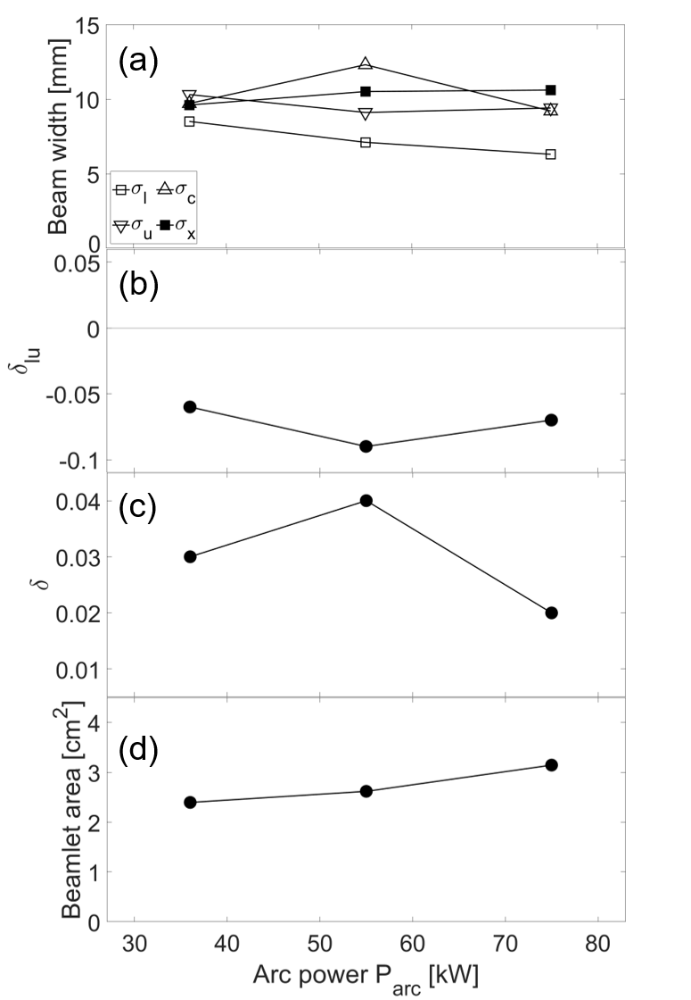 15
10
5
0
Beam width [mm]
(a)
σl σc
σu σx
0.05
0
-0.05
-0.1
δlu
(b)
0.04
0.03
0.02
0.01
δ
(c)
4
3
2
1
0
Beamlet area [cm²]
(d)
30 40 50 60 70 80
Arc power Parc [kW]